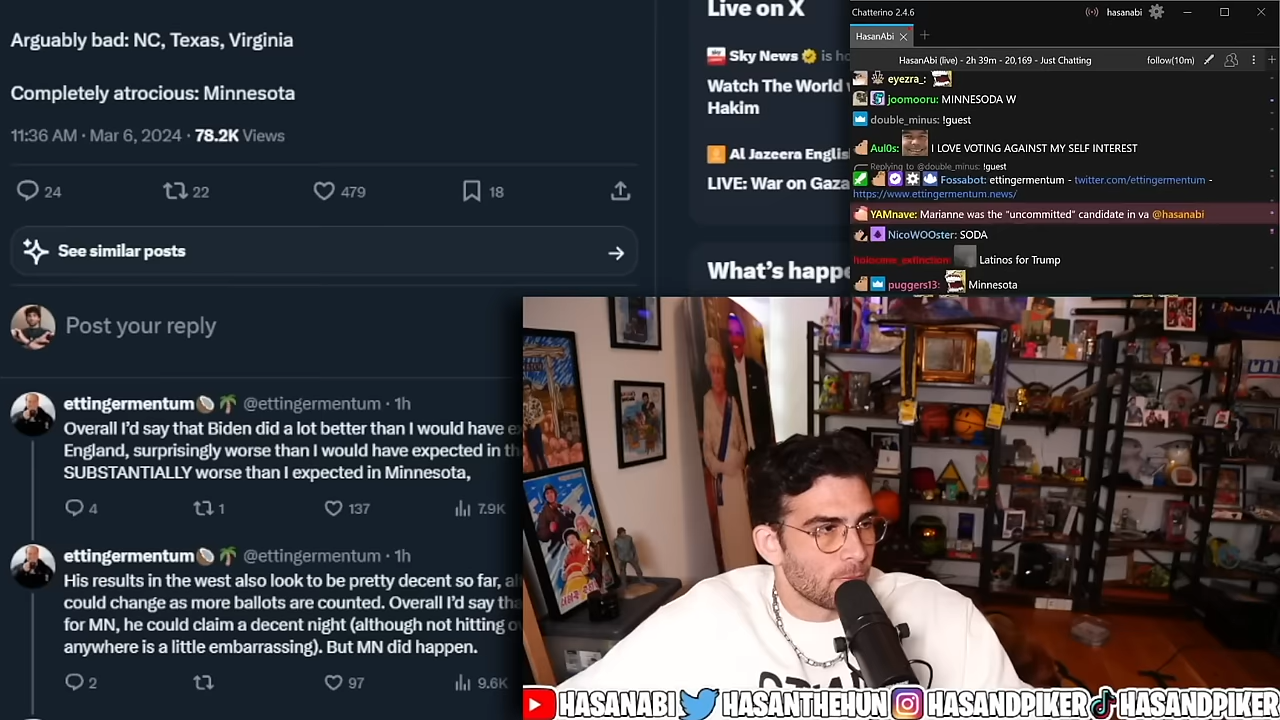 Arguably bad: NC, Texas, Virginia
Completely atrocious: Minnesota
11:36 AM · Mar 6, 2024 · 78.2K Views
24 22 479 18
See similar posts
Post your reply
ettingermentum @ettingermentum · 1h
Overall I'd say that Biden did a lot better than I would have
England, surprisingly worse than I would have expected in
SUBSTANTIALLY worse than I expected in Minnesota,
4 1 137 7.9K
ettingermentum @ettingermentum · 1h
His results in the west also look to be pretty decent so far,
could change as more ballots are counted. Overall I'd say
for MN, he could claim a decent night (although not hitting
anywhere is a little embarrassing). But MN did happen.
2 97 9.6K
Live on X
Sky News is
Watch The World
Hakim
Al Jazeera
LIVE: War on Gaza
What's
Chatterino 2.4.6
hasanabi
HasanAbi
HasanAbi (live) - 2h 39m - 20,169 - Just Chatting
follow(10m)
eyezra_:
joomooru: MINNESODA W
double_minus: !guest
Aul0s: I LOVE VOTING AGAINST MY SELF INTEREST
Replying to @double_minus: !guest
Fossabot: ettingermentum - twitter.com/ettingermentum -
https://www.ettingermentum.news/
YAMnave: Marianne was the "uncommitted" candidate in va @hasanabi
NicoWOOster: SODA
Latinos for Trump
puggers13: Minnesota
HASANABI HASANTHEHUN HASANDPIKER HASANDPIKER